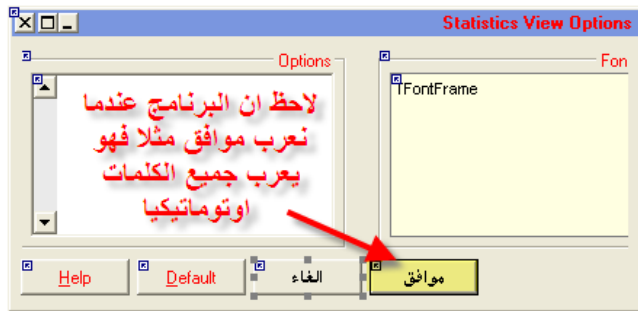 Statistics View Options
Options
Fon
TFontFrame
لاحظ ان البرنامج عندما
نعرب موافق مثلا فهو
يعرب جميع الكلمات
اوتوماتيكيا
Help
Default
الغاء
موافق